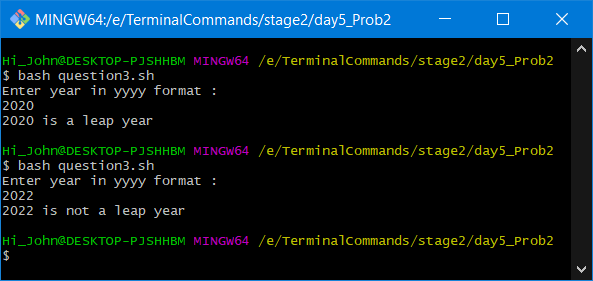 MINGW64:/e/TerminalCommands/stage2/day5_Prob2
Hi_John@DESKTOP-PJSHHBM MINGW64 /e/TerminalCommands/stage2/day5_Prob2
$ bash question3.sh
Enter year in yyyy format :
2020
2020 is a leap year
Hi_John@DESKTOP-PJSHHBM MINGW64 /e/TerminalCommands/stage2/day5_Prob2
$ bash question3.sh
Enter year in yyyy format :
2022
2022 is not a leap year
Hi_John@DESKTOP-PJSHHBM MINGW64 /e/TerminalCommands/stage2/day5_Prob2
$